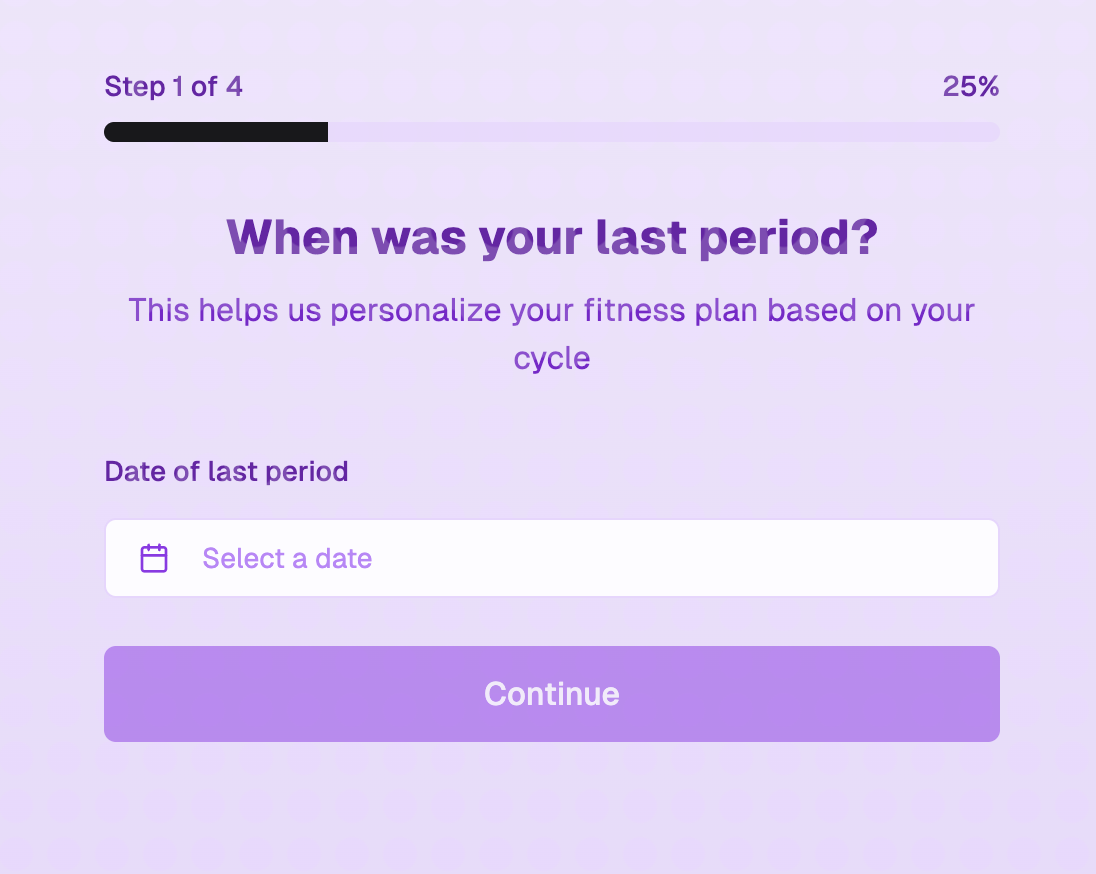 Step 1 of 4
25%
When was your last period?
This helps us personalize your fitness plan based on your
cycle
Date of last period
Select a date
Continue